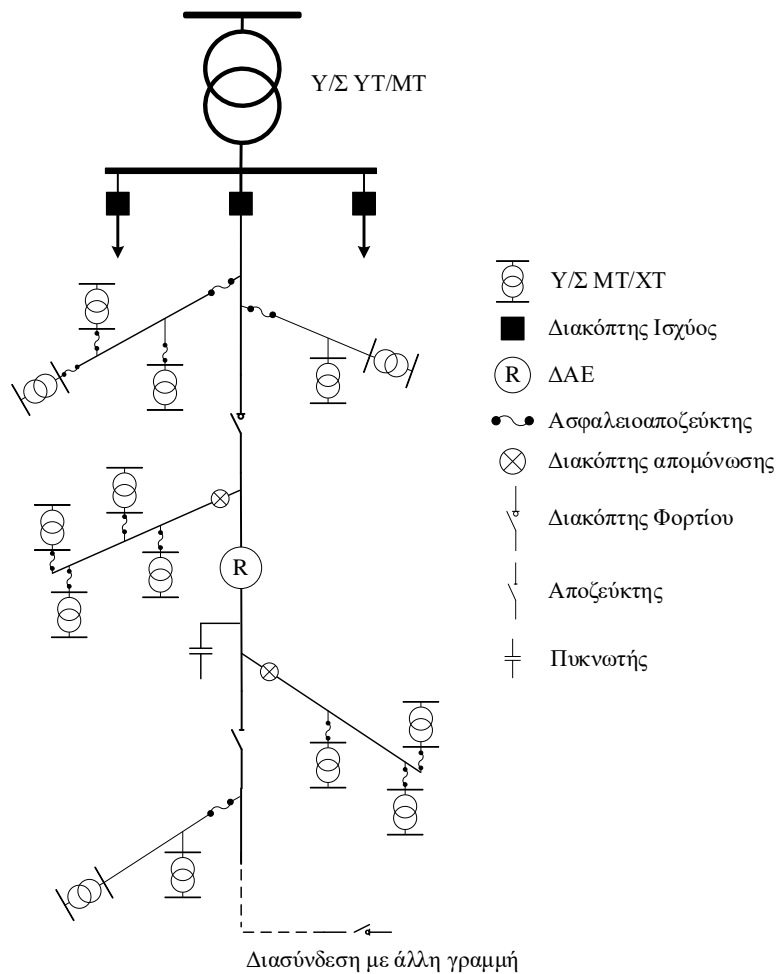 Υ/Σ ΥΤ/ΜΤ
Υ/Σ ΜΤ/ΧΤ
Διακόπτης Ισχύος
R
ΔΑΕ
Ασφαλειοαποζεύκτης
Διακόπτης απομόνωσης
Διακόπτης Φορτίου
R
Αποζεύκτης
Πυκνωτής
Διασύνδεση με άλλη γραμμή